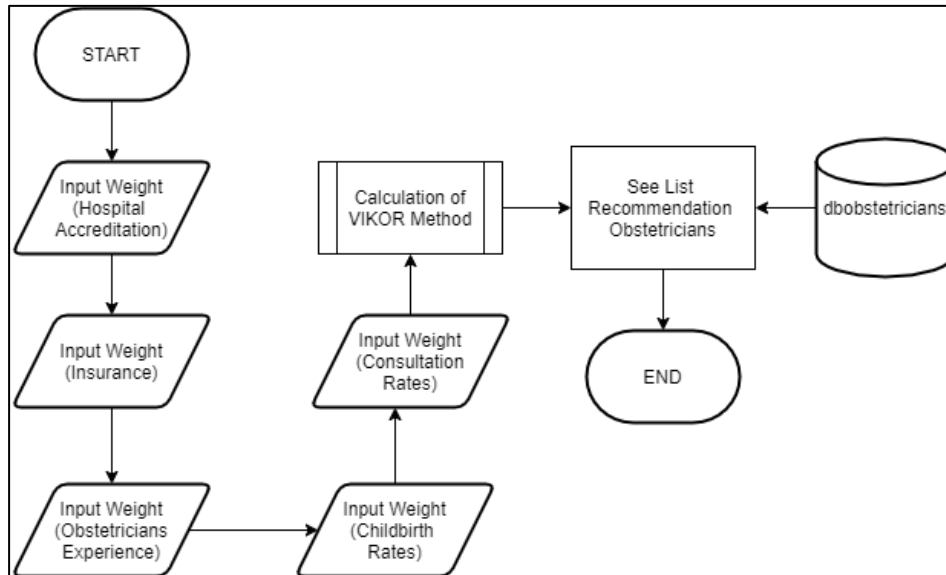 START
Input Weight
(Hospital
Accreditation)
Input Weight
(Insurance)
Input Weight
(Obstetricians
Experience)
Input Weight
(Childbirth
Rates)
Input Weight
(Consultation
Rates)
Calculation of
VIKOR Method
See List
Recommendation
Obstetricians
dbobstetricians
END